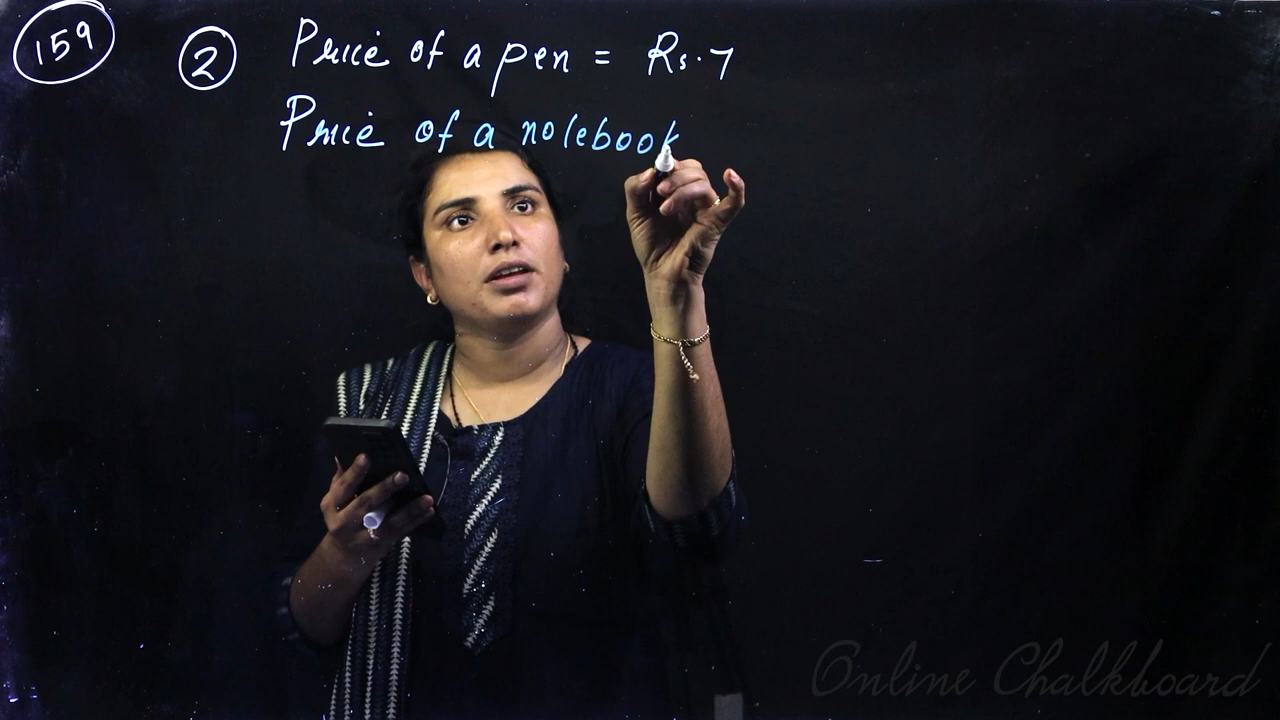 159
2 Price of a pen = Rs. 7
Price of a notebook
Online Chalkboard